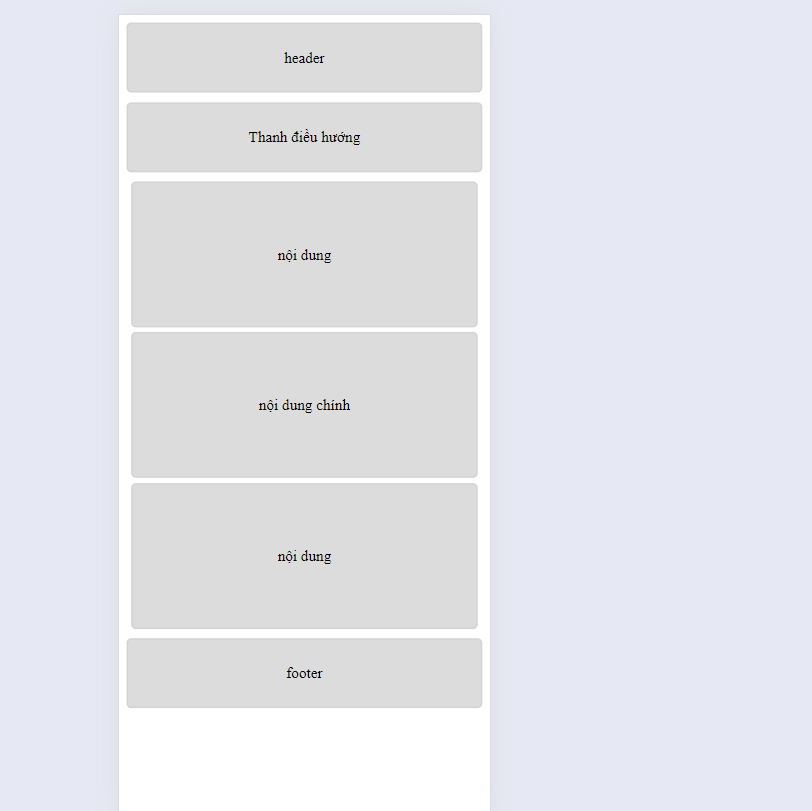 header
Thanh điều hướng
nội dung
nội dung chính
nội dung
footer